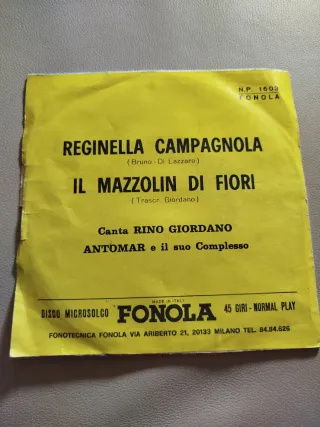 N.P. 1603
FONOLA
REGINELLA CAMPAGNOLA
(Bruno - Di Lazzaro)
IL MAZZOLIN DI FIORI
(Trascr. Giordano)
Canta RINO GIORDANO
ANTOMAR e il suo Complesso
MADE IN ITALY
DISCO MICROSOLCO FONOLA 45 GIRI - NORMAL PLAY
FONOTECNICA FONOLA VIA ARIBERTO 21, 20133 MILANO TEL. 84.84.626